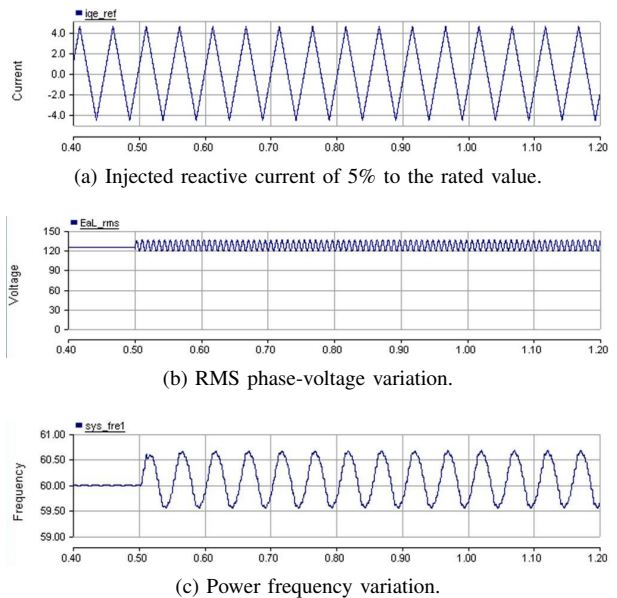 iqe_ref
Current
4.0
2.0
0.0
-2.0
-4.0
0.40 0.50 0.60 0.70 0.80 0.90 1.00 1.10 1.20
(a) Injected reactive current of 5% to the rated value.
EaL_rms
Voltage
150
120
90
60
30
0
0.40 0.50 0.60 0.70 0.80 0.90 1.00 1.10 1.20
(b) RMS phase-voltage variation.
sys_fre1
Frequency
61.00
60.50
60.00
59.50
59.00
0.40 0.50 0.60 0.70 0.80 0.90 1.00 1.10 1.20
(c) Power frequency variation.